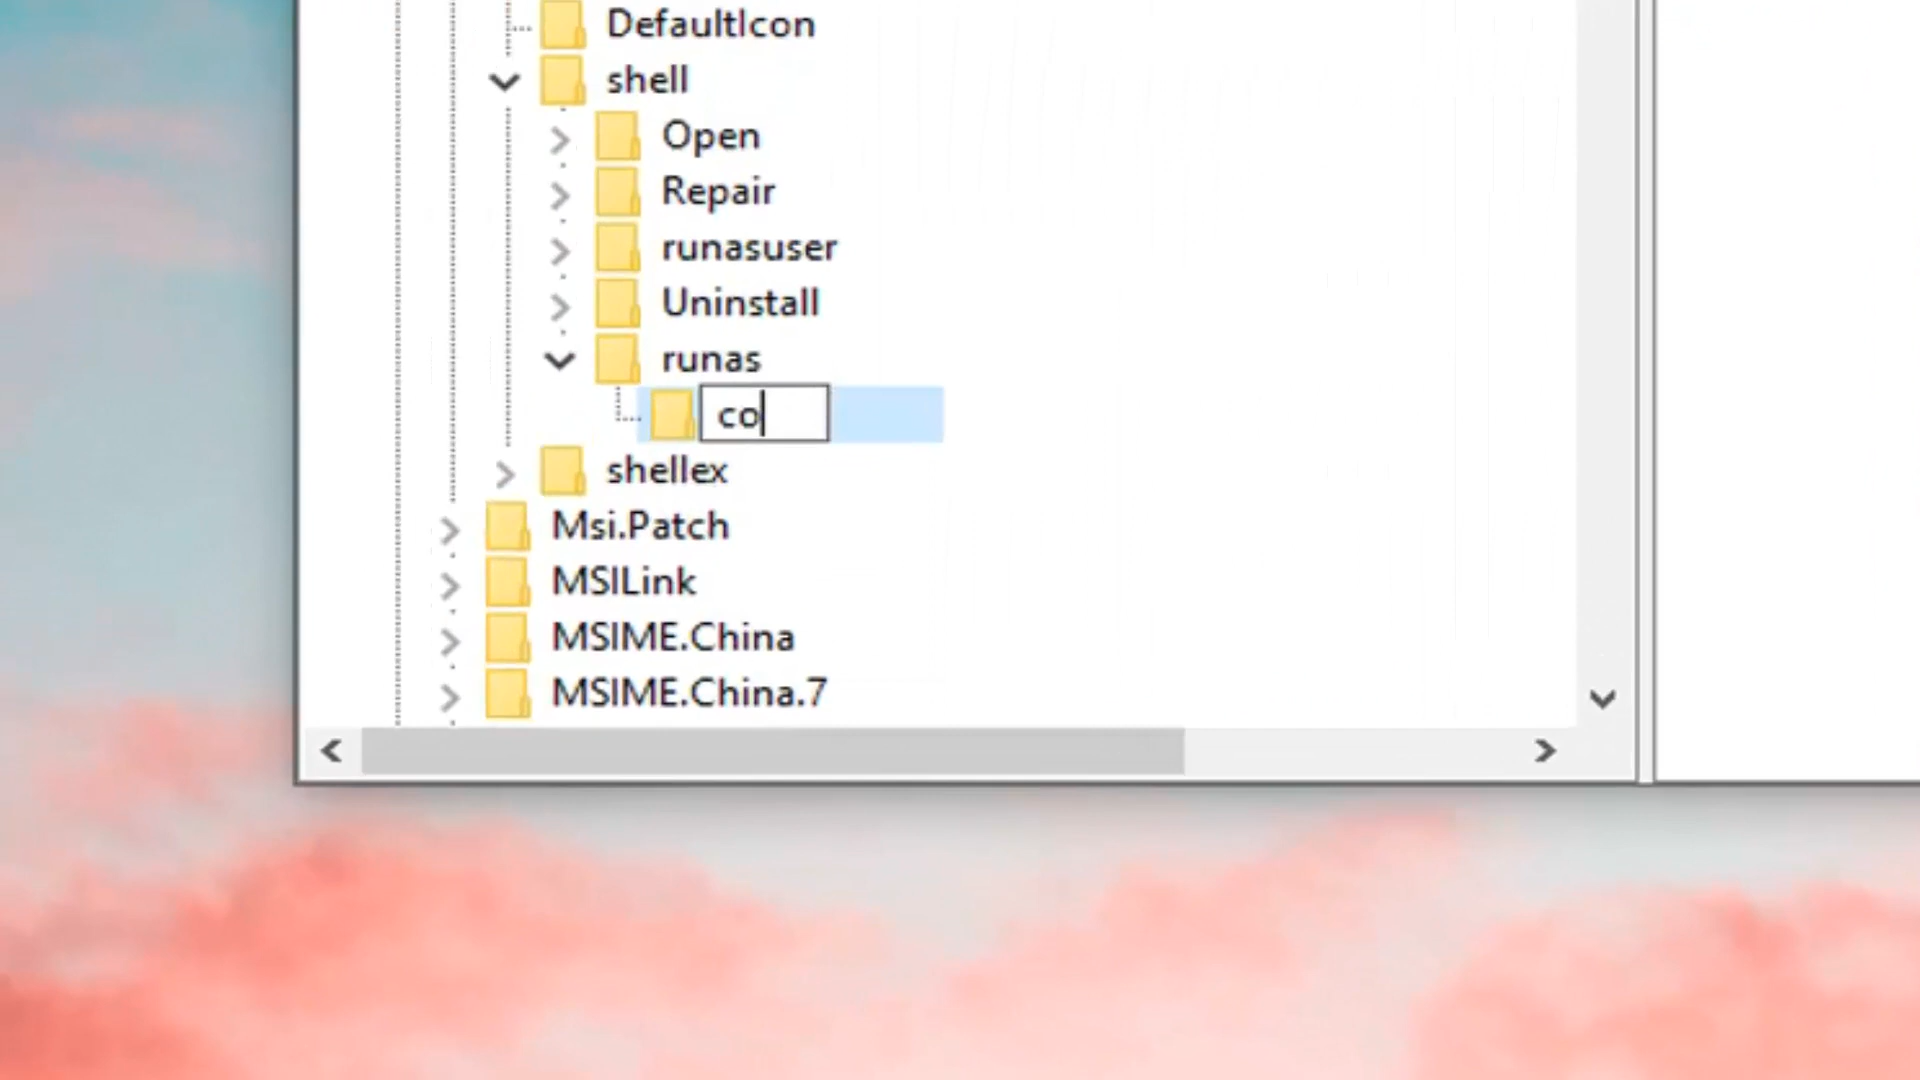 DefaultIcon
shell
Open
Repair
runasuser
Uninstall
runas
co
shellex
Msi.Patch
MSILink
MSIME.China
MSIME.China.7